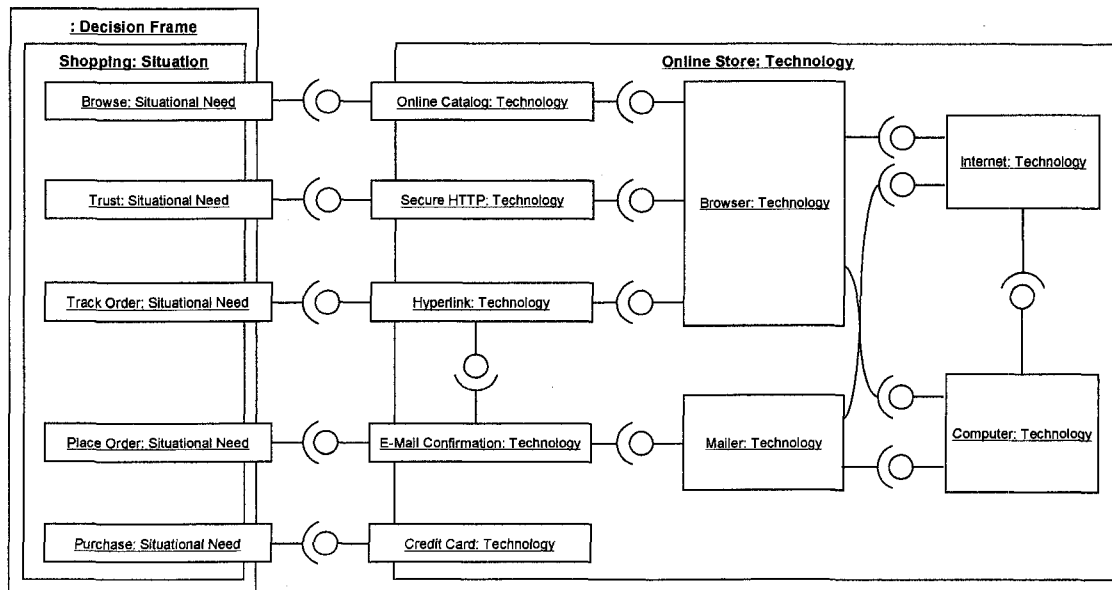 : Decision Frame
Shopping: Situation
Online Store: Technology
Browse: Situational Need
Online Catalog: Technology
Internet: Technology
Trust: Situational Need
Secure HTTP: Technology
Browser: Technology
Track Order: Situational Need
Hyperlink: Technology
Place Order: Situational Need
E-Mail Confirmation: Technology
Mailer: Technology
Computer: Technology
Purchase: Situational Need
Credit Card: Technology